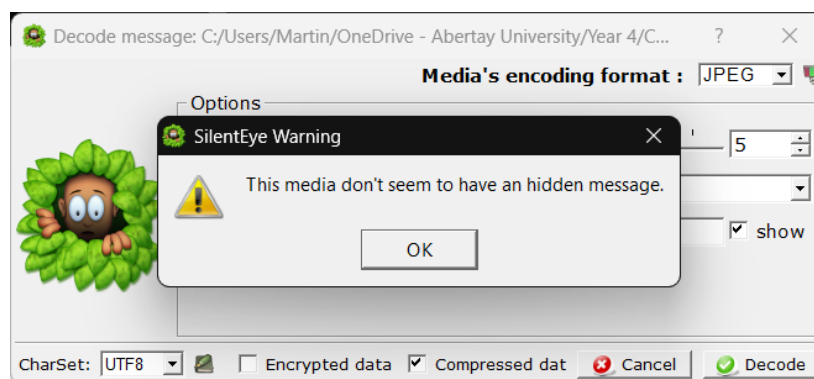 Decode message: C:/Users/Martin/OneDrive - Abertay University/Year 4/C... ?
Media's encoding format : JPEG
Options
SilentEye Warning
5
This media don't seem to have an hidden message.
show
OK
CharSet: UTF8 Encrypted data Compressed dat Cancel Decode